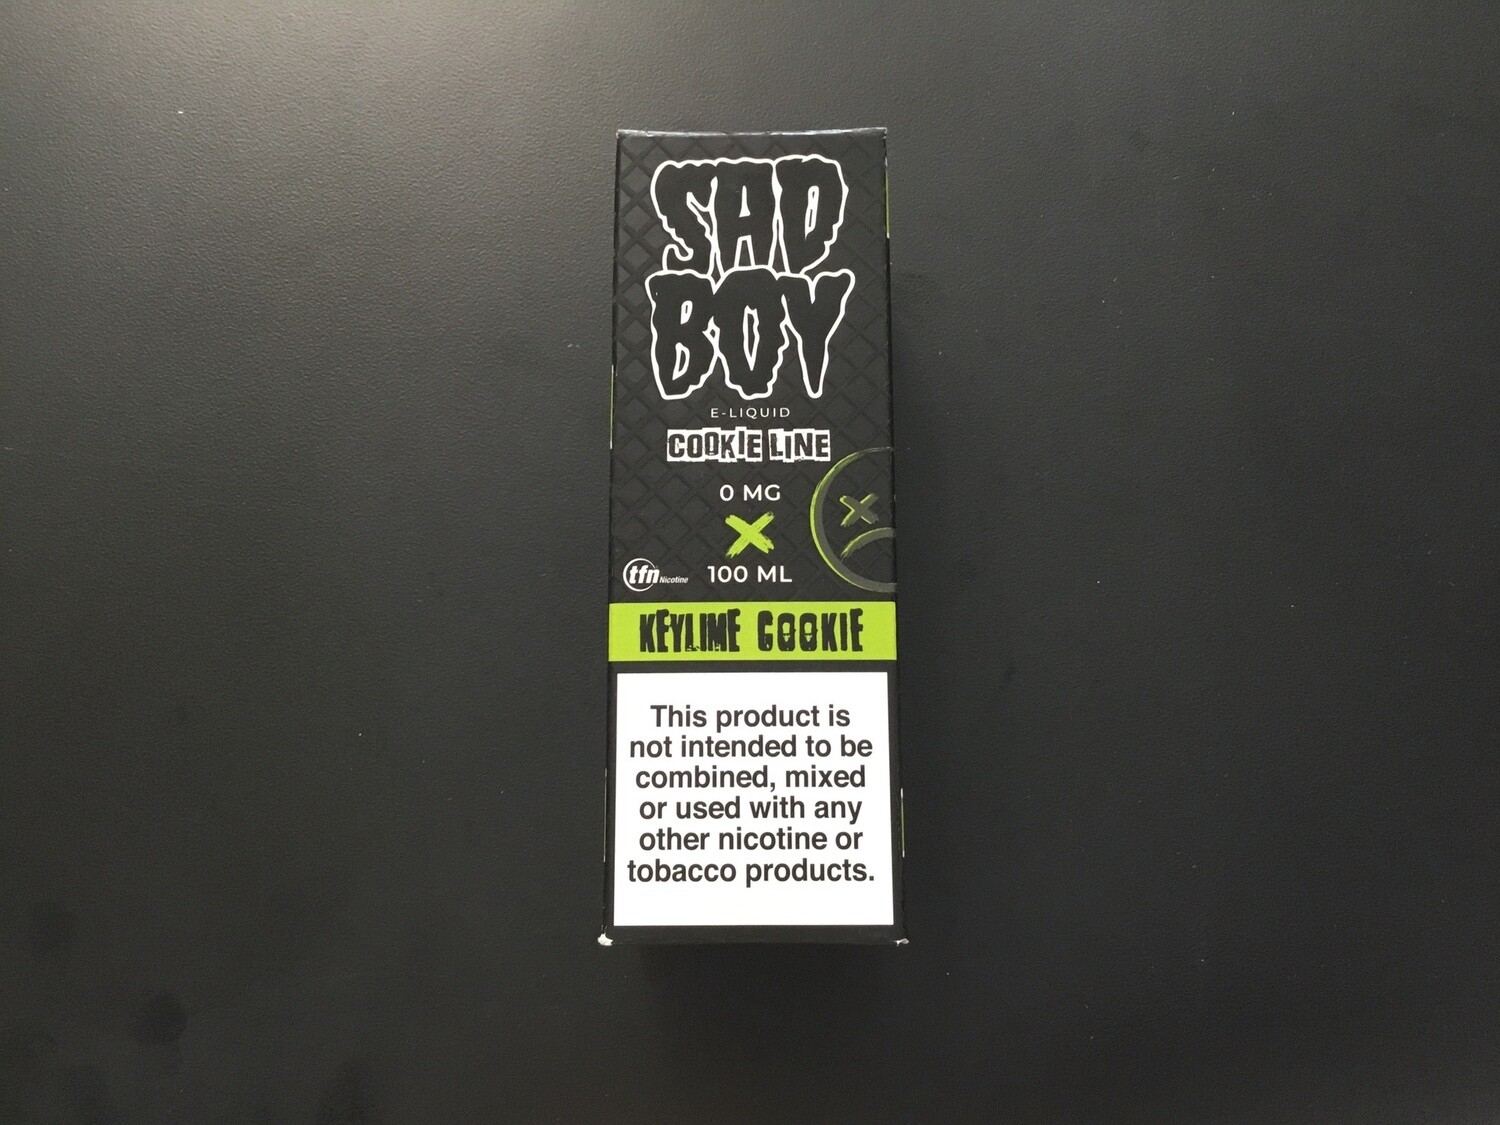 SAD
BOY
E-LIQUID
COOKIE LINE
0 MG
X
tfn Nicotine
100 ML
KEYLIME COOKIE
This product is
not intended to be
combined, mixed
or used with any
other nicotine or
tobacco products.